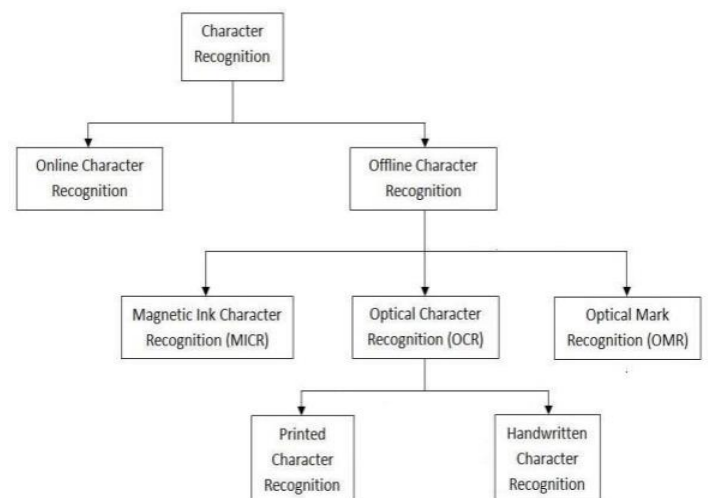 Character
Recognition
Online Character
Recognition
Offline Character
Recognition
Magnetic Ink Character
Recognition (MICR)
Optical Character
Recognition (OCR)
Optical Mark
Recognition (OMR)
Printed
Character
Recognition
Handwritten
Character
Recognition